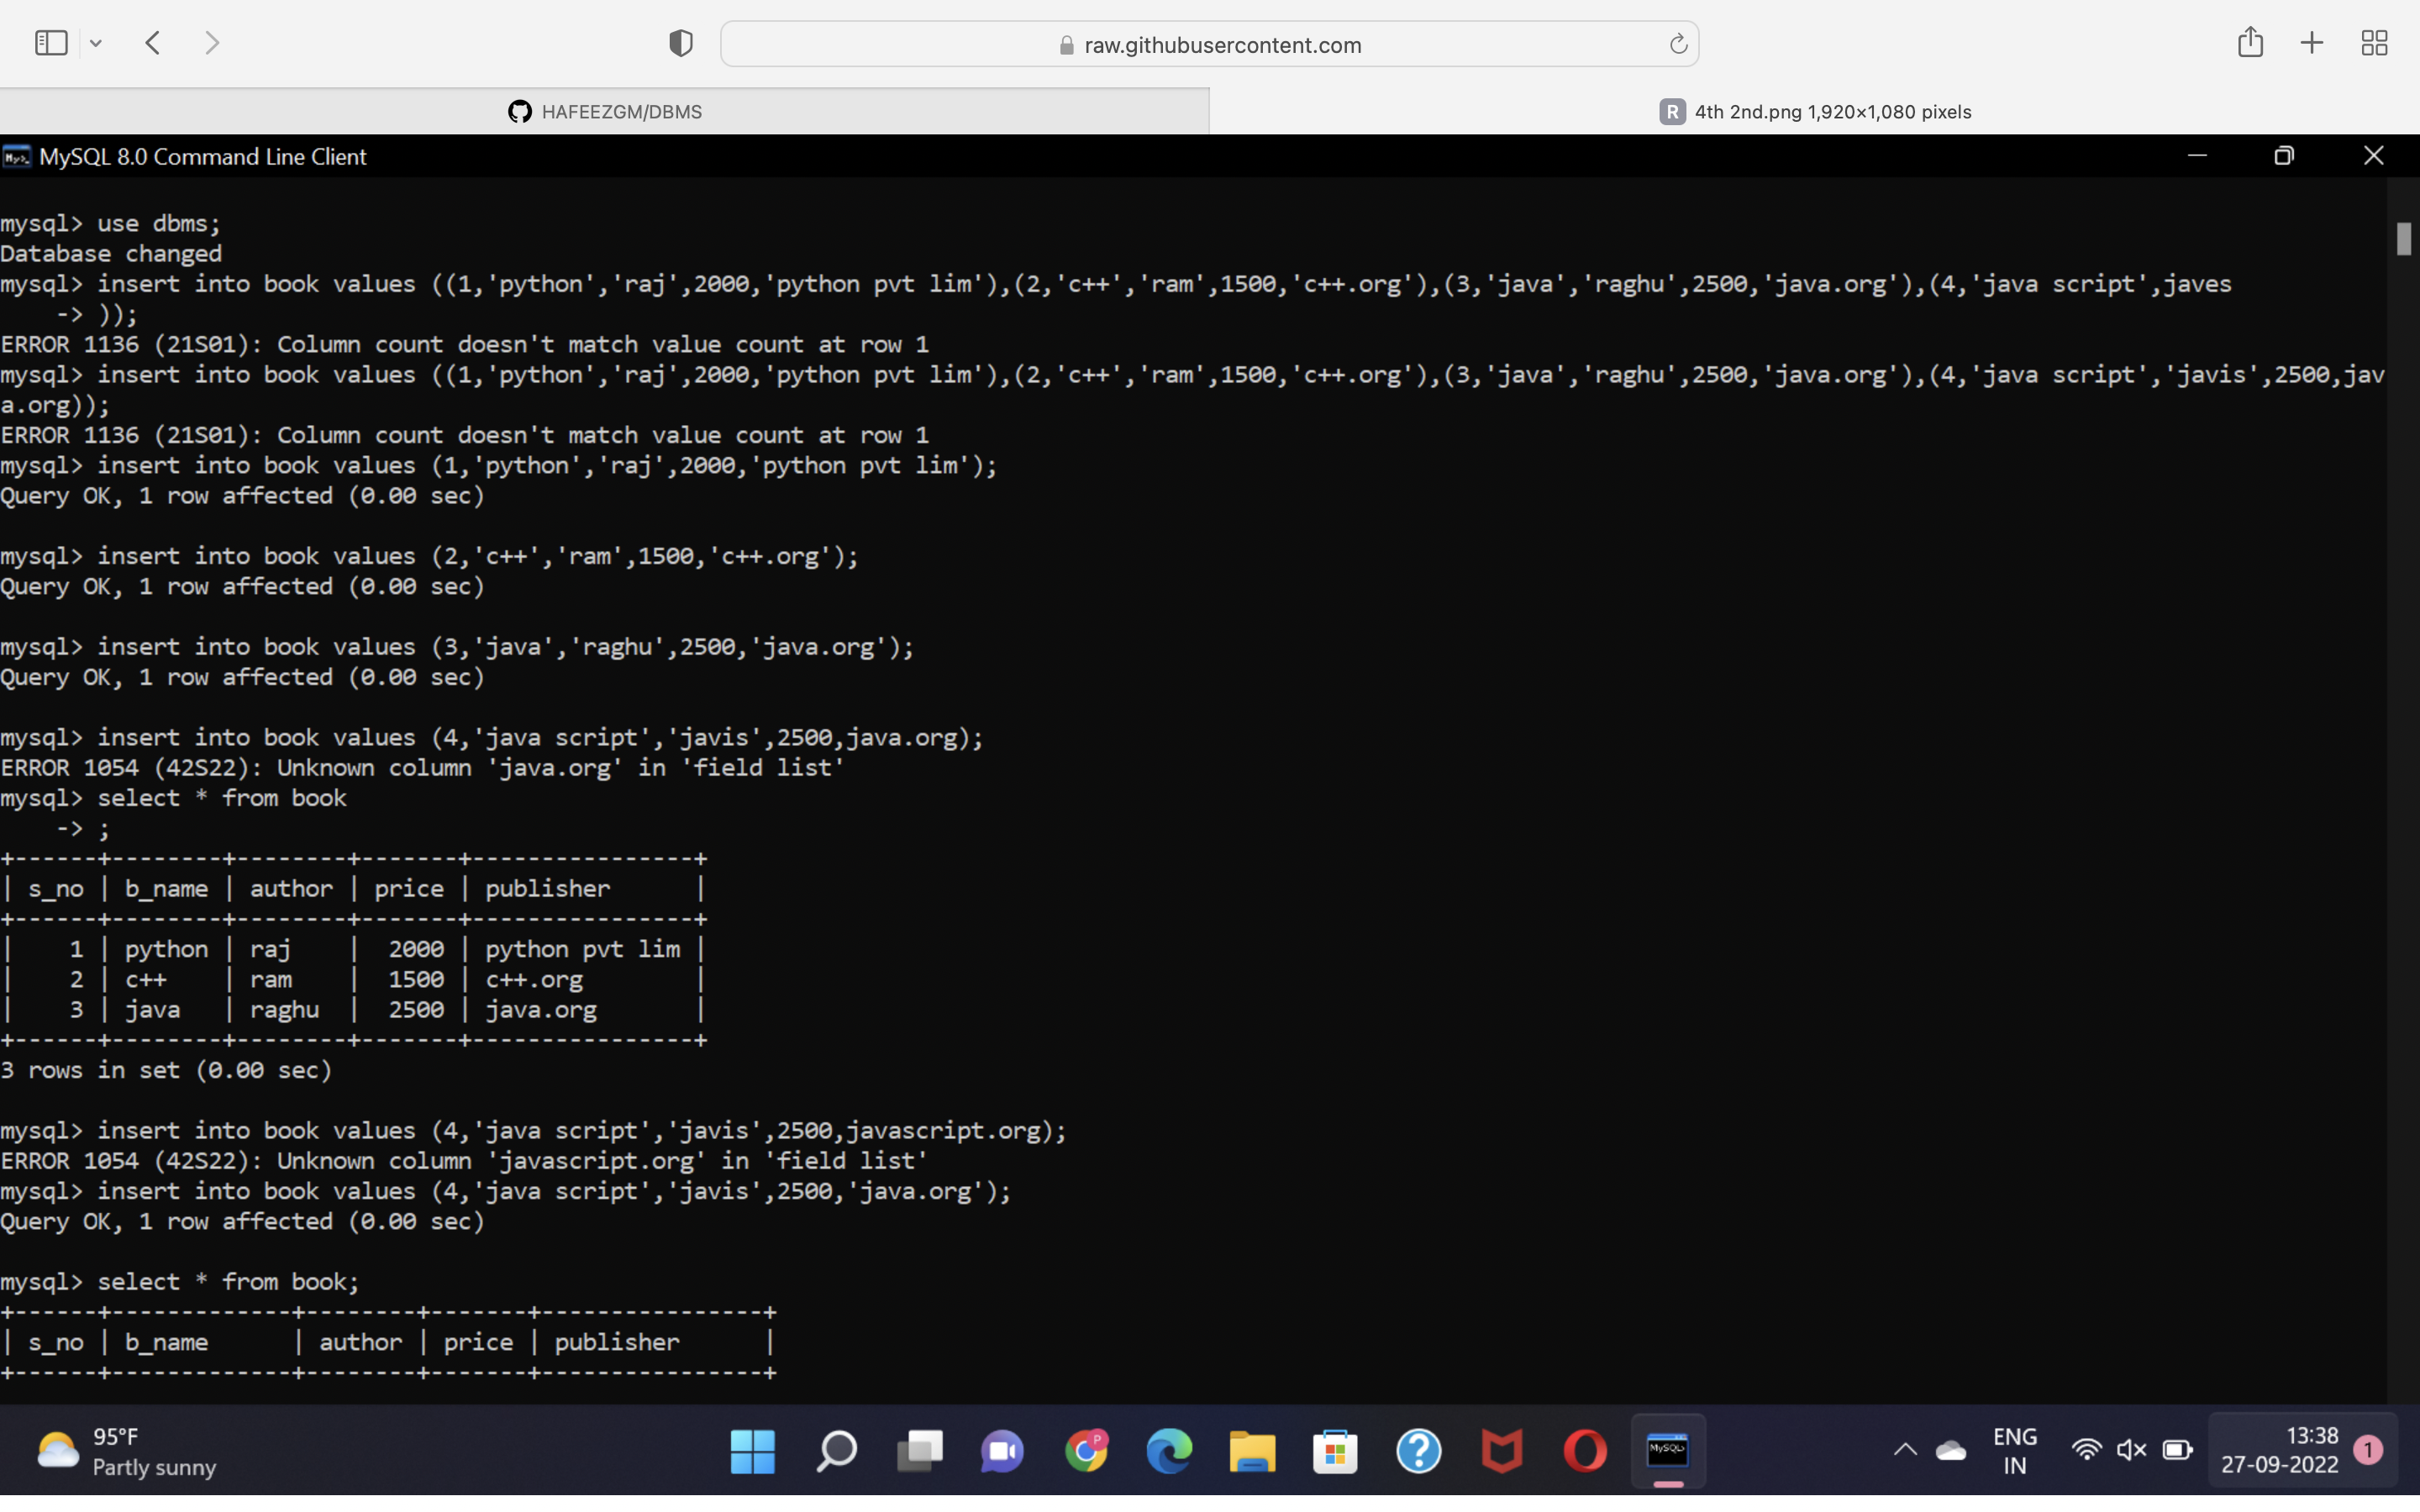 raw.githubusercontent.com
HAFEEZGM/DBMS
R 4th 2nd.png 1,920×1,080 pixels
MySQL 8.0 Command Line Client
mysql> use dbms;
Database changed
mysql> insert into book values ((1,'python','raj',2000,'python pvt lim'),(2,'c++','ram',1500,'c++.org'),(3,'java','raghu',2500,'java.org'),(4,'java script',javes
    -> ));
ERROR 1136 (21S01): Column count doesn't match value count at row 1
mysql> insert into book values ((1,'python','raj',2000,'python pvt lim'),(2,'c++','ram',1500,'c++.org'),(3,'java','raghu',2500,'java.org'),(4,'java script','javis',2500,jav
a.org));
ERROR 1136 (21S01): Column count doesn't match value count at row 1
mysql> insert into book values (1,'python','raj',2000,'python pvt lim');
Query OK, 1 row affected (0.00 sec)
mysql> insert into book values (2,'c++','ram',1500,'c++.org');
Query OK, 1 row affected (0.00 sec)
mysql> insert into book values (3,'java','raghu',2500,'java.org');
Query OK, 1 row affected (0.00 sec)
mysql> insert into book values (4,'java script','javis',2500,java.org);
ERROR 1054 (42S22): Unknown column 'java.org' in 'field list'
mysql> select * from book
    -> ;
+------+--------+--------+-------+----------------+
| s_no | b_name | author | price | publisher      |
+------+--------+--------+-------+----------------+
|    1 | python | raj    |  2000 | python pvt lim |
|    2 | c++    | ram    |  1500 | c++.org        |
|    3 | java   | raghu  |  2500 | java.org       |
+------+--------+--------+-------+----------------+
3 rows in set (0.00 sec)
mysql> insert into book values (4,'java script','javis',2500,javascript.org);
ERROR 1054 (42S22): Unknown column 'javascript.org' in 'field list'
mysql> insert into book values (4,'java script','javis',2500,'java.org');
Query OK, 1 row affected (0.00 sec)
mysql> select * from book;
+------+-------------+--------+-------+----------------+
| s_no | b_name      | author | price | publisher      |
+------+-------------+--------+-------+----------------+
95°F
Partly sunny
P
MySQL>
ENG
IN
13:38
27-09-2022
1